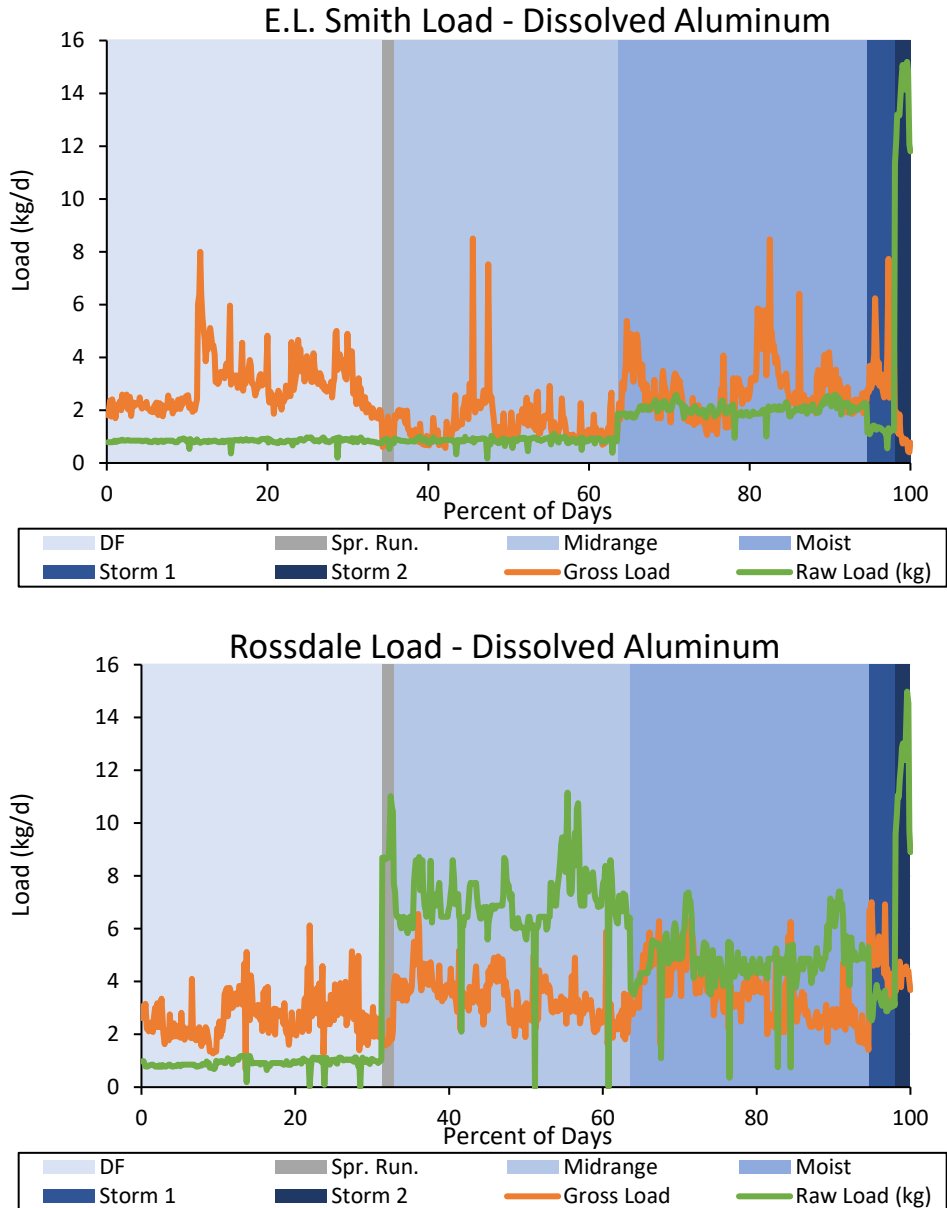 E.L. Smith Load - Dissolved Aluminum
16
14
12
10
8
6
4
2
0
Load (kg/d)
0 20 40 60 80 100
Percent of Days
DF Spr. Run. Midrange Moist
Storm 1 Storm 2 Gross Load Raw Load (kg)
Rossdale Load - Dissolved Aluminum
16
14
12
10
8
6
4
2
0
Load (kg/d)
0 20 40 60 80 100
Percent of Days
DF Spr. Run. Midrange Moist
Storm 1 Storm 2 Gross Load Raw Load (kg)